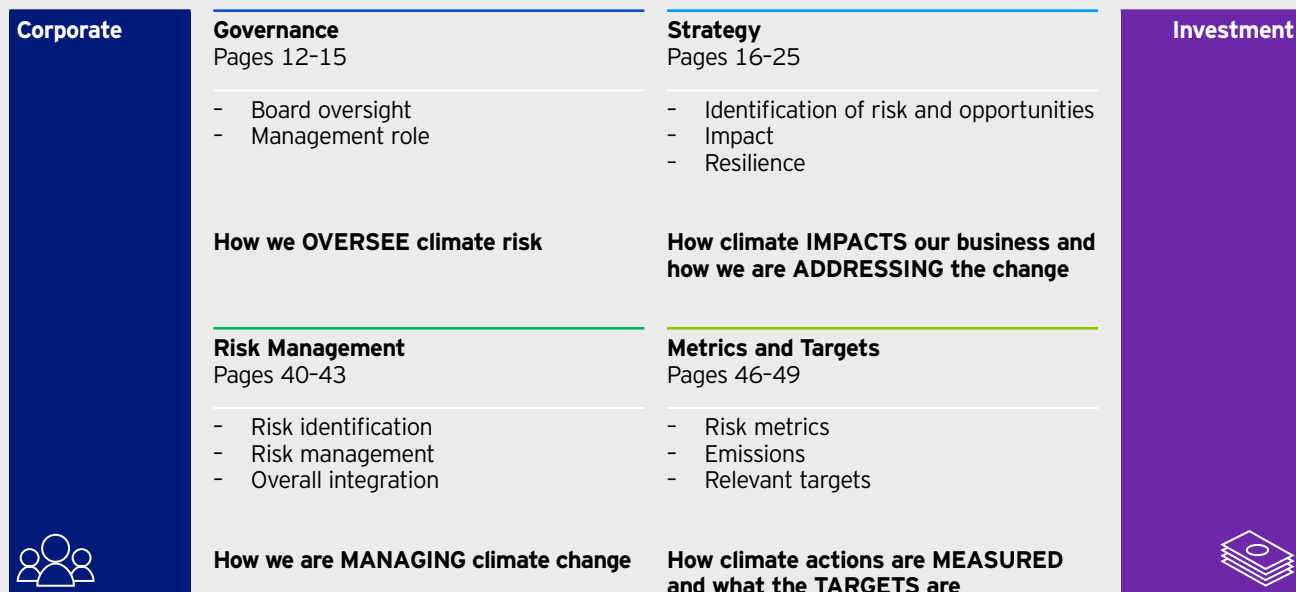 Corporate
Governance
Pages 12–15
– Board oversight
– Management role
How we OVERSEE climate risk
Strategy
Pages 16–25
– Identification of risk and opportunities
– Impact
– Resilience
How climate IMPACTS our business and
how we are ADDRESSING the change
Risk Management
Pages 40–43
– Risk identification
– Risk management
– Overall integration
How we are MANAGING climate change
Metrics and Targets
Pages 46–49
– Risk metrics
– Emissions
– Relevant targets
How climate actions are MEASURED
and what the TARGETS are
Investment